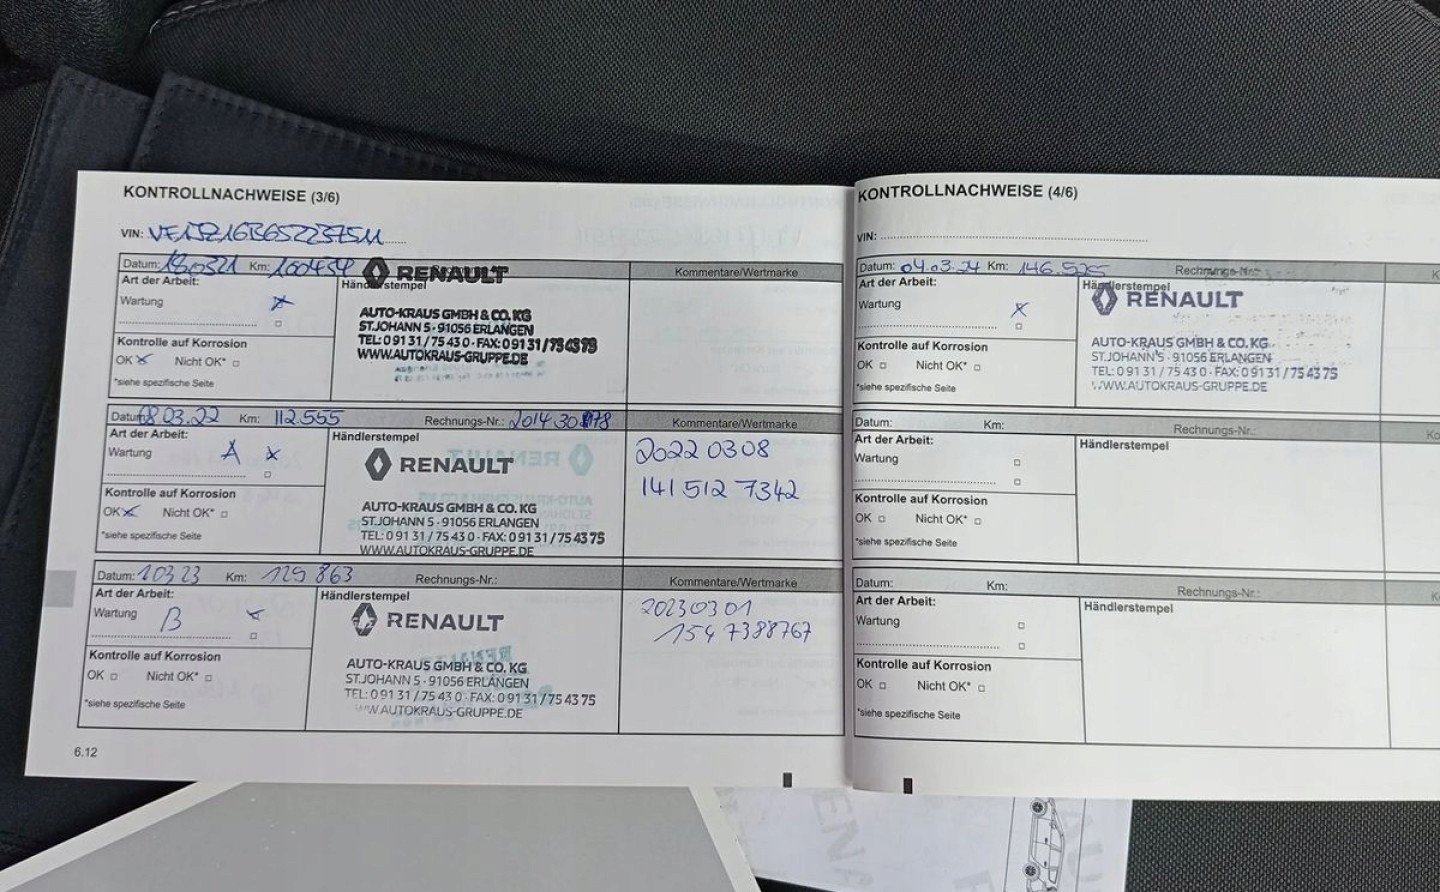 KONTROLLNACHWEISE (3/6)
VIN:
Datum: 180321 Km: 100454
Art der Arbeit:
Wartung x
Kontrolle auf Korrosion
OK x Nicht OK*
*siehe spezifische Seite
Händlerstempel
RENAULT
AUTO-KRAUS GMBH & CO. KG
ST.JOHANN 5 · 91056 ERLANGEN
TEL: 0 91 31 / 75 43 0 · FAX: 0 91 31 / 75 43 75
WWW.AUTOKRAUS-GRUPPE.DE
Kommentare/Wertmarke
Datum: 08.03.22 Km: 112.555 Rechnungs-Nr.:
Art der Arbeit:
Wartung A x
Kontrolle auf Korrosion
OK x Nicht OK*
*siehe spezifische Seite
Händlerstempel
RENAULT
AUTO-KRAUS GMBH & CO. KG
ST.JOHANN 5 · 91056 ERLANGEN
TEL: 0 91 31 / 75 43 0 · FAX: 0 91 31 / 75 43 75
WWW.AUTOKRAUS-GRUPPE.DE
Kommentare/Wertmarke
2022 03 08
141 512 7342
Datum: 10323 Km: 129 863 Rechnungs-Nr.:
Art der Arbeit:
Wartung B x
Kontrolle auf Korrosion
OK Nicht OK*
*siehe spezifische Seite
Händlerstempel
RENAULT
AUTO-KRAUS GMBH & CO. KG
ST.JOHANN 5 · 91056 ERLANGEN
TEL: 0 91 31 / 75 43 0 · FAX: 0 91 31 / 75 43 75
WWW.AUTOKRAUS-GRUPPE.DE
Kommentare/Wertmarke
2023 03 01
154 7388767
6.12
KONTROLLNACHWEISE (4/6)
VIN:
Datum: 04.03.24 Km: 146.525 Rechnungs-Nr.:
Art der Arbeit:
Wartung x
Kontrolle auf Korrosion
OK Nicht OK*
*siehe spezifische Seite
Händlerstempel
RENAULT
AUTO-KRAUS GMBH & CO. KG
ST.JOHANN 5 · 91056 ERLANGEN
TEL: 0 91 31 / 75 43 0 · FAX: 0 91 31 / 75 43 75
WWW.AUTOKRAUS-GRUPPE.DE
Datum: Km: Rechnungs-Nr.:
Art der Arbeit:
Wartung
Kontrolle auf Korrosion
OK Nicht OK*
*siehe spezifische Seite
Händlerstempel
Datum: Km: Rechnungs-Nr.:
Art der Arbeit:
Wartung
Kontrolle auf Korrosion
OK Nicht OK*
*siehe spezifische Seite
Händlerstempel